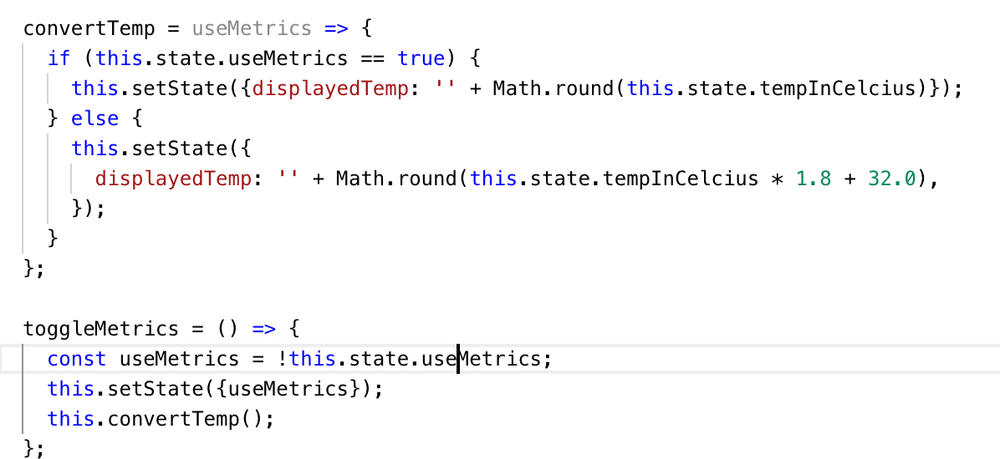 convertTemp = useMetrics => {
if (this.state.useMetrics == true) {
this.setState({displayedTemp: '' + Math.round(this.state.tempInCelcius)});
} else {
this.setState({
displayedTemp: '' + Math.round(this.state.tempInCelcius * 1.8 + 32.0),
});
}
};
toggleMetrics = () => {
const useMetrics = !this.state.useMetrics;
this.setState({useMetrics});
this.convertTemp();
};